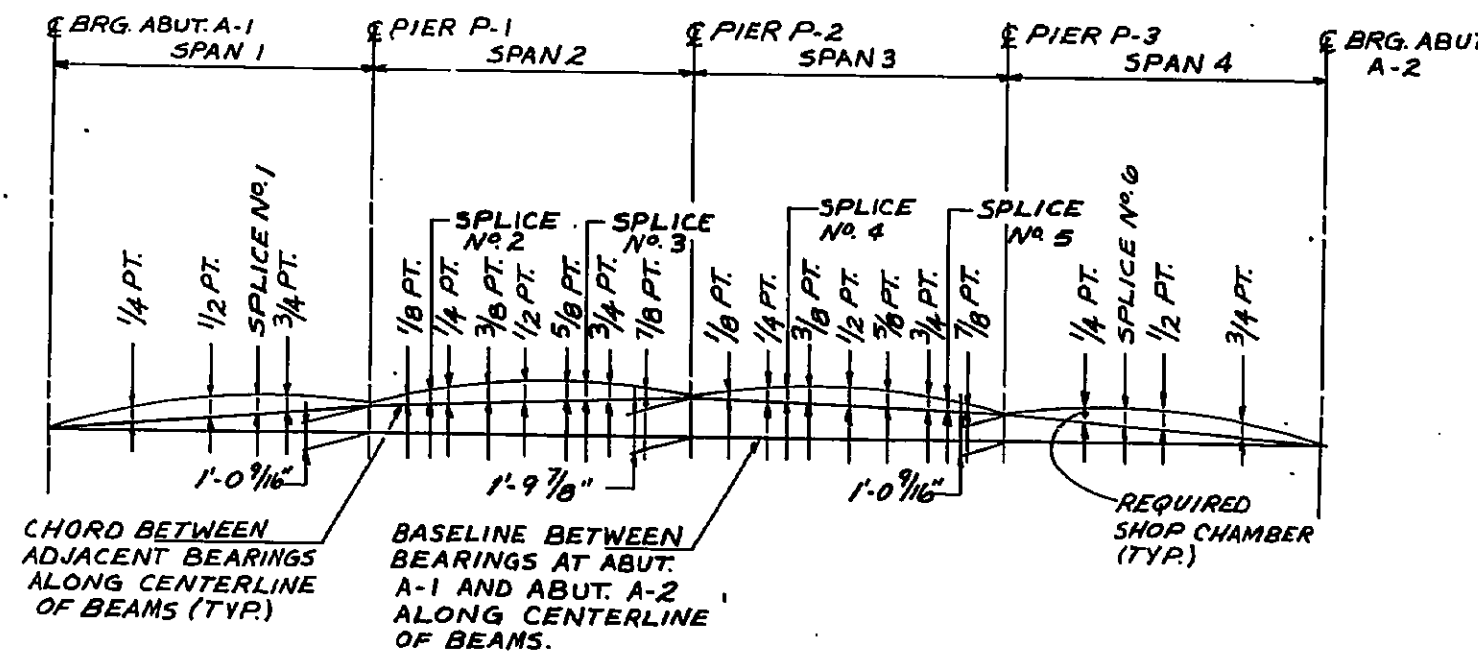 ℄ BRG. ABUT. A-1
SPAN 1
℄ PIER P-1
SPAN 2
℄ PIER P-2
SPAN 3
℄ PIER P-3
SPAN 4
℄ BRG. ABUT
A-2
1/4 PT.
1/2 PT.
SPLICE Nº. 1
3/4 PT.
1/8 PT.
SPLICE
Nº. 2
1/4 PT.
3/8 PT.
1/2 PT.
5/8 PT.
SPLICE
Nº. 3
3/4 PT.
7/8 PT.
1/8 PT.
1/4 PT.
SPLICE
Nº. 4
3/8 PT.
1/2 PT.
5/8 PT.
3/4 PT.
SPLICE
Nº. 5
7/8 PT.
1/4 PT.
SPLICE Nº. 6
1/2 PT.
3/4 PT.
1'-0 9/16"
1'-9 7/8"
1'-0 9/16"
CHORD BETWEEN
ADJACENT BEARINGS
ALONG CENTERLINE
OF BEAMS (TYP.)
BASELINE BETWEEN
BEARINGS AT ABUT.
A-1 AND ABUT. A-2
ALONG CENTERLINE
OF BEAMS.
REQUIRED
SHOP CHAMBER
(TYP.)